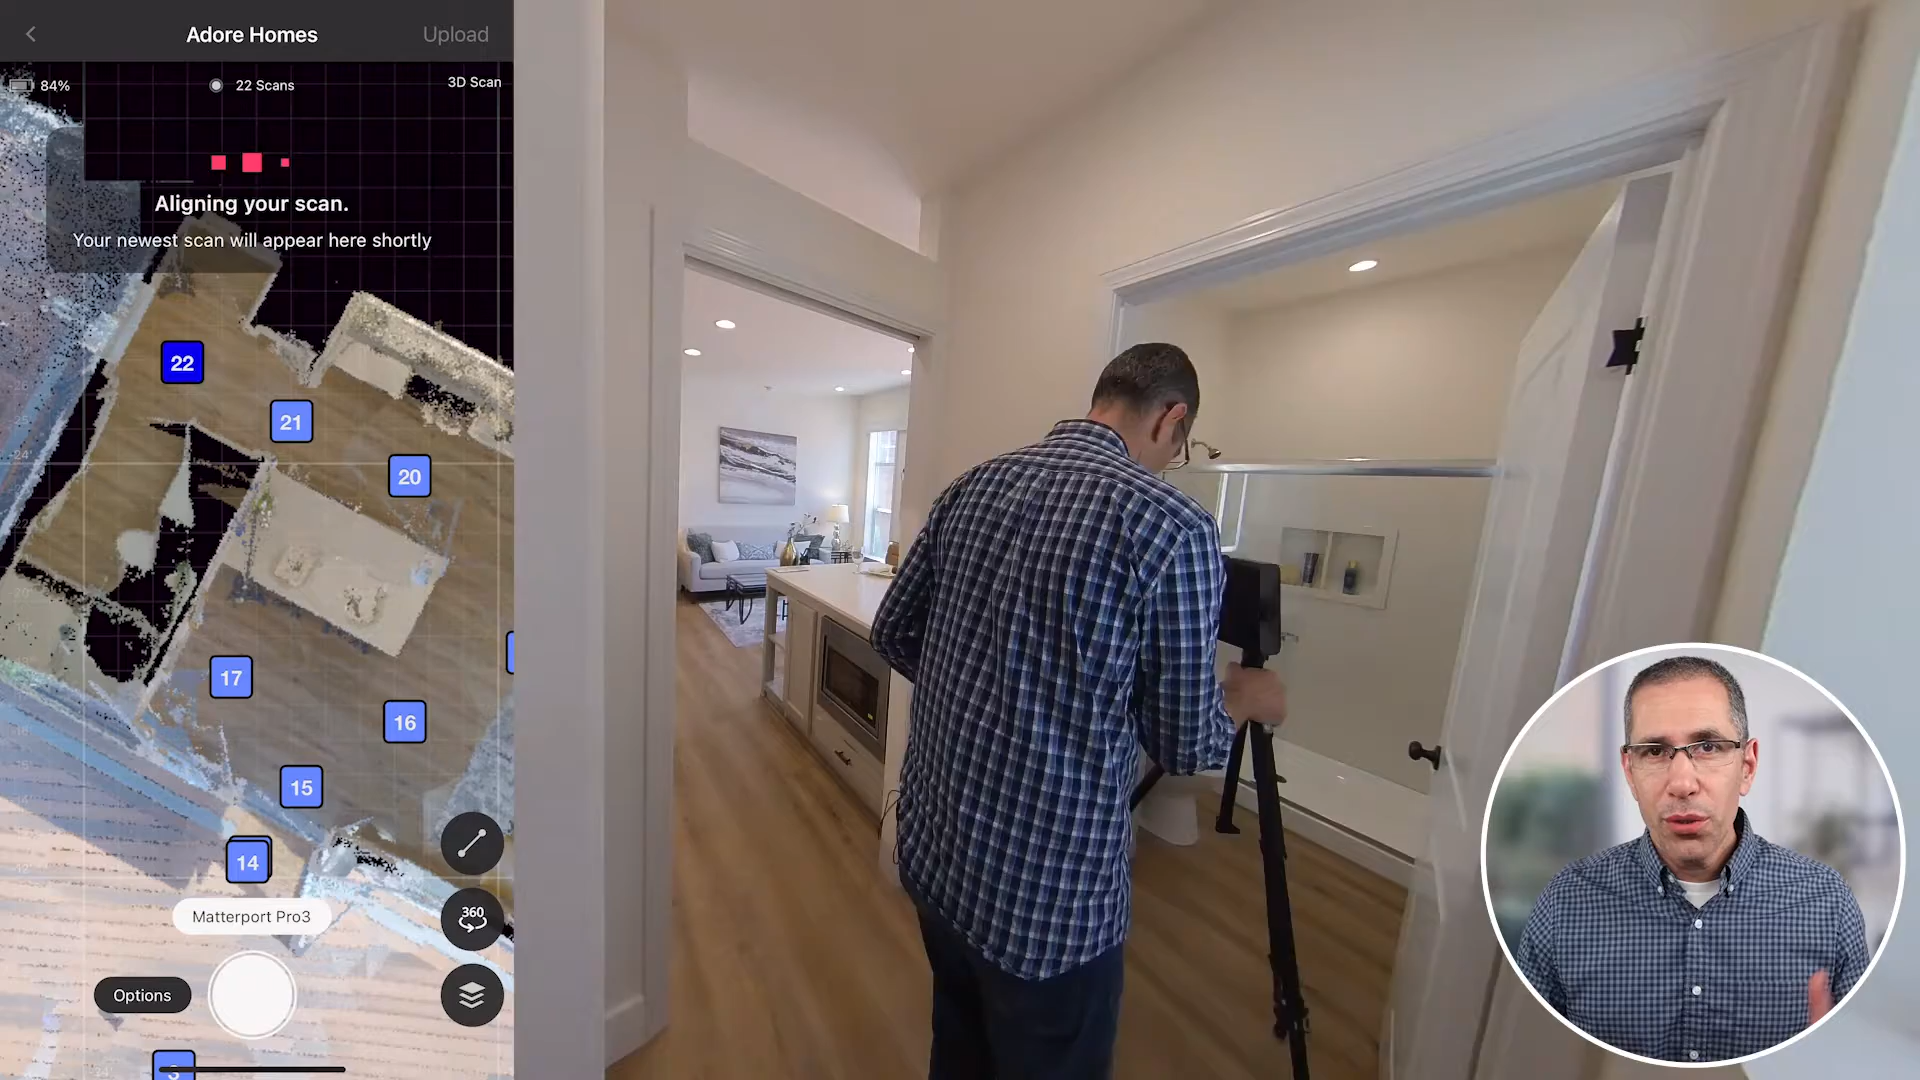 Adore Homes
Upload
84%
22 Scans
3D Scan
Aligning your scan.
Your newest scan will appear here shortly
22
21
20
17
16
15
14
Matterport Pro3
360
Options